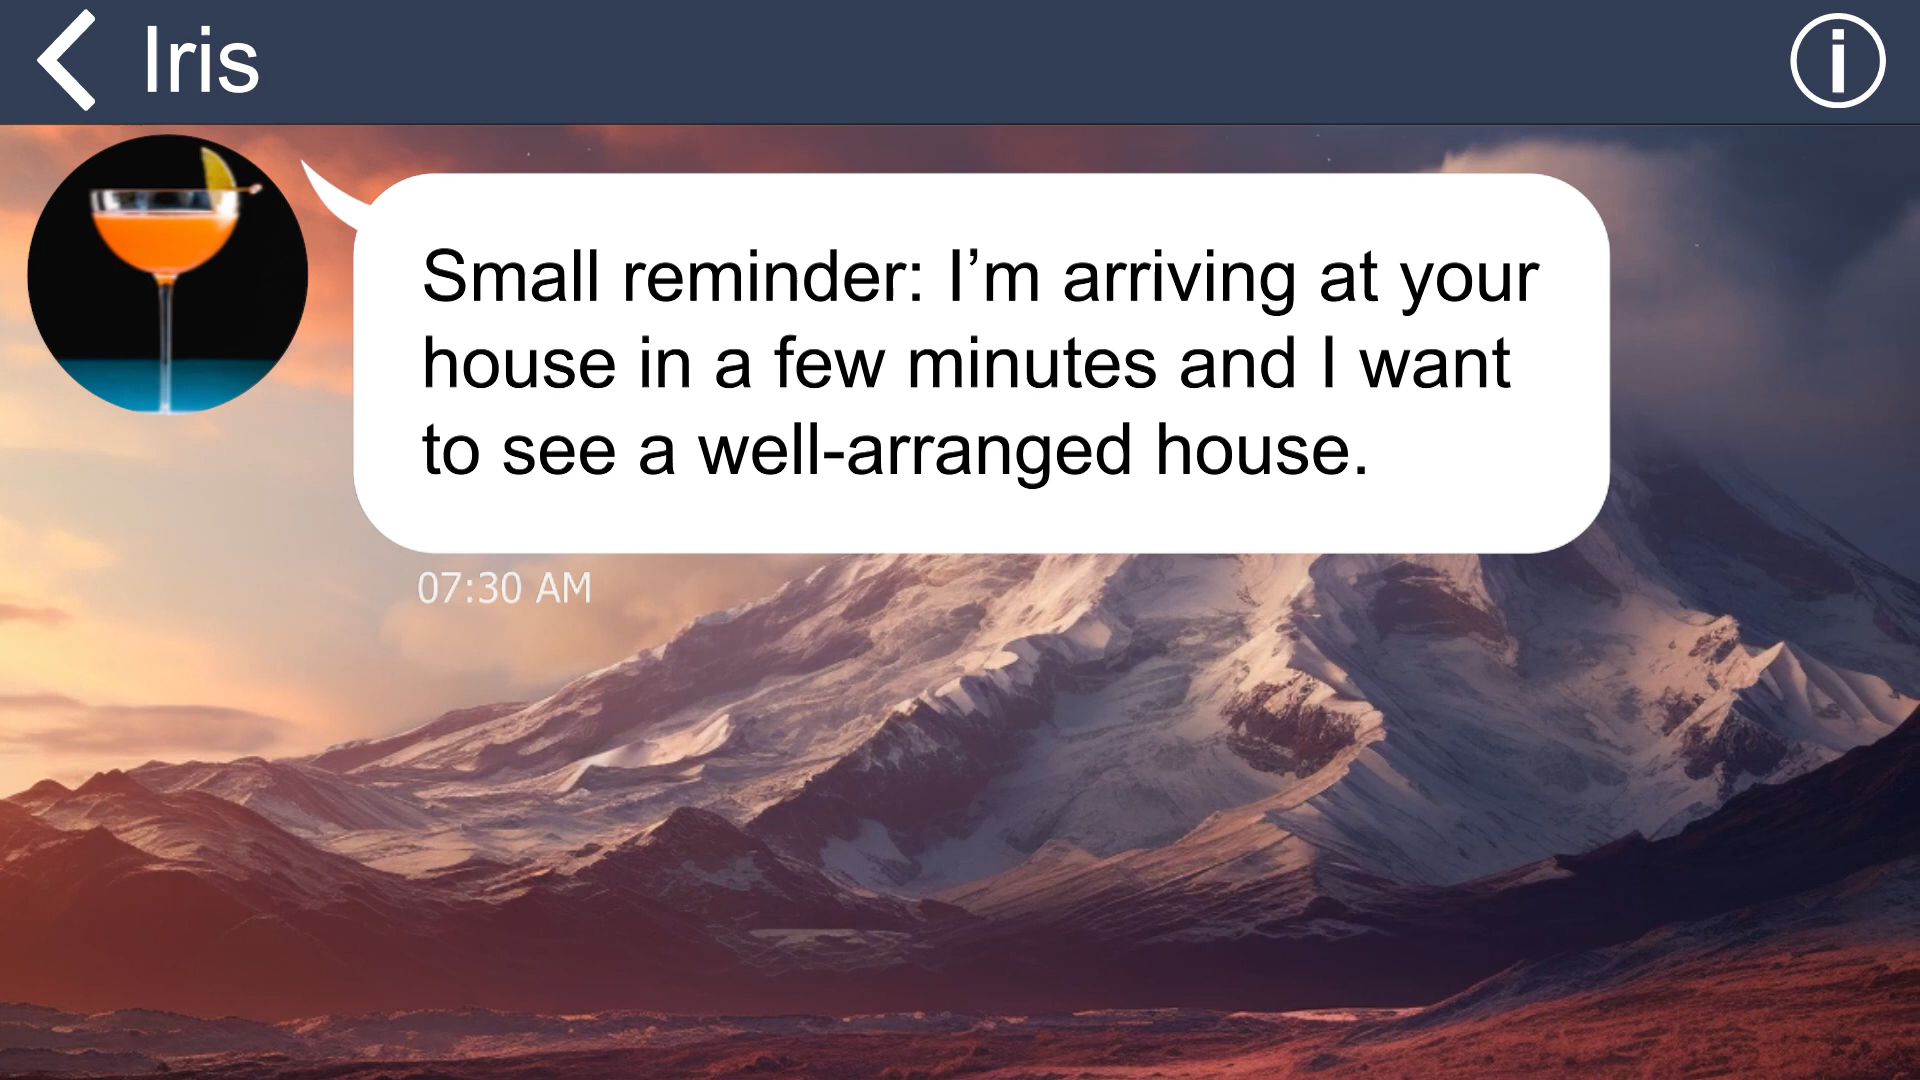 Iris
Small reminder: I’m arriving at your
house in a few minutes and I want
to see a well-arranged house.
07:30 AM